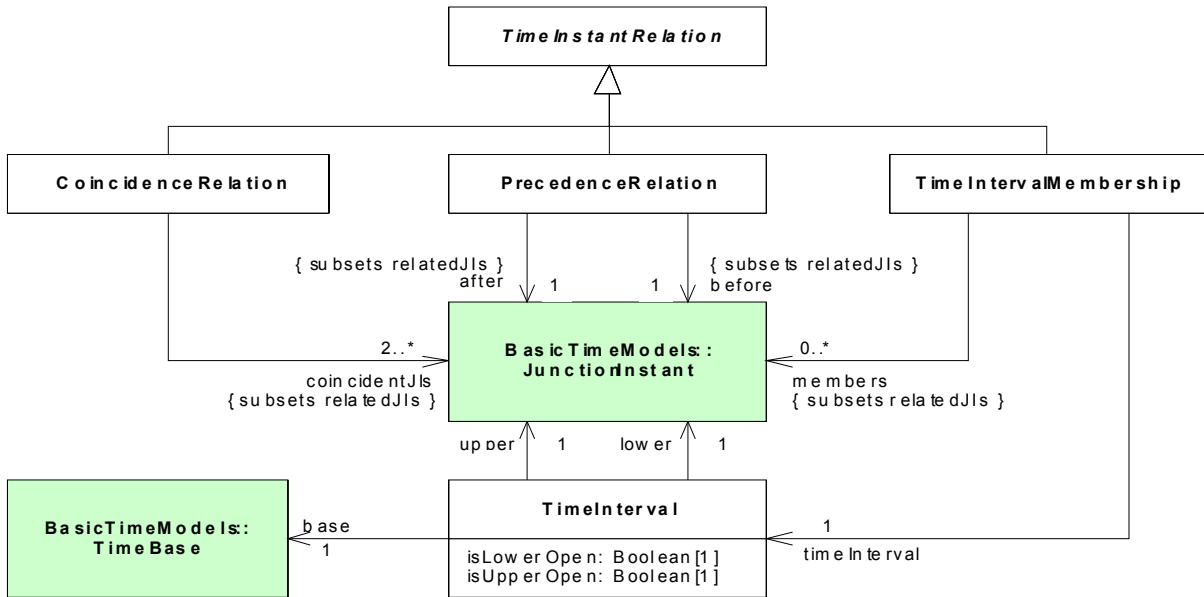 TimeInstantRelation
CoincidenceRelation
PrecedenceRelation
TimeIntervalMembership
{ subsets relatedJIs }
after
1
1
{ subsets relatedJIs }
before
2..*
coincidentJIs
{ subsets relatedJIs }
BasicTimeModels::
JunctionInstant
0..*
members
{ subsets relatedJIs }
upper
1
lower
1
BasicTimeModels::
TimeBase
base
1
TimeInterval
isLowerOpen: Boolean[1]
isUpperOpen: Boolean[1]
1
timeInterval